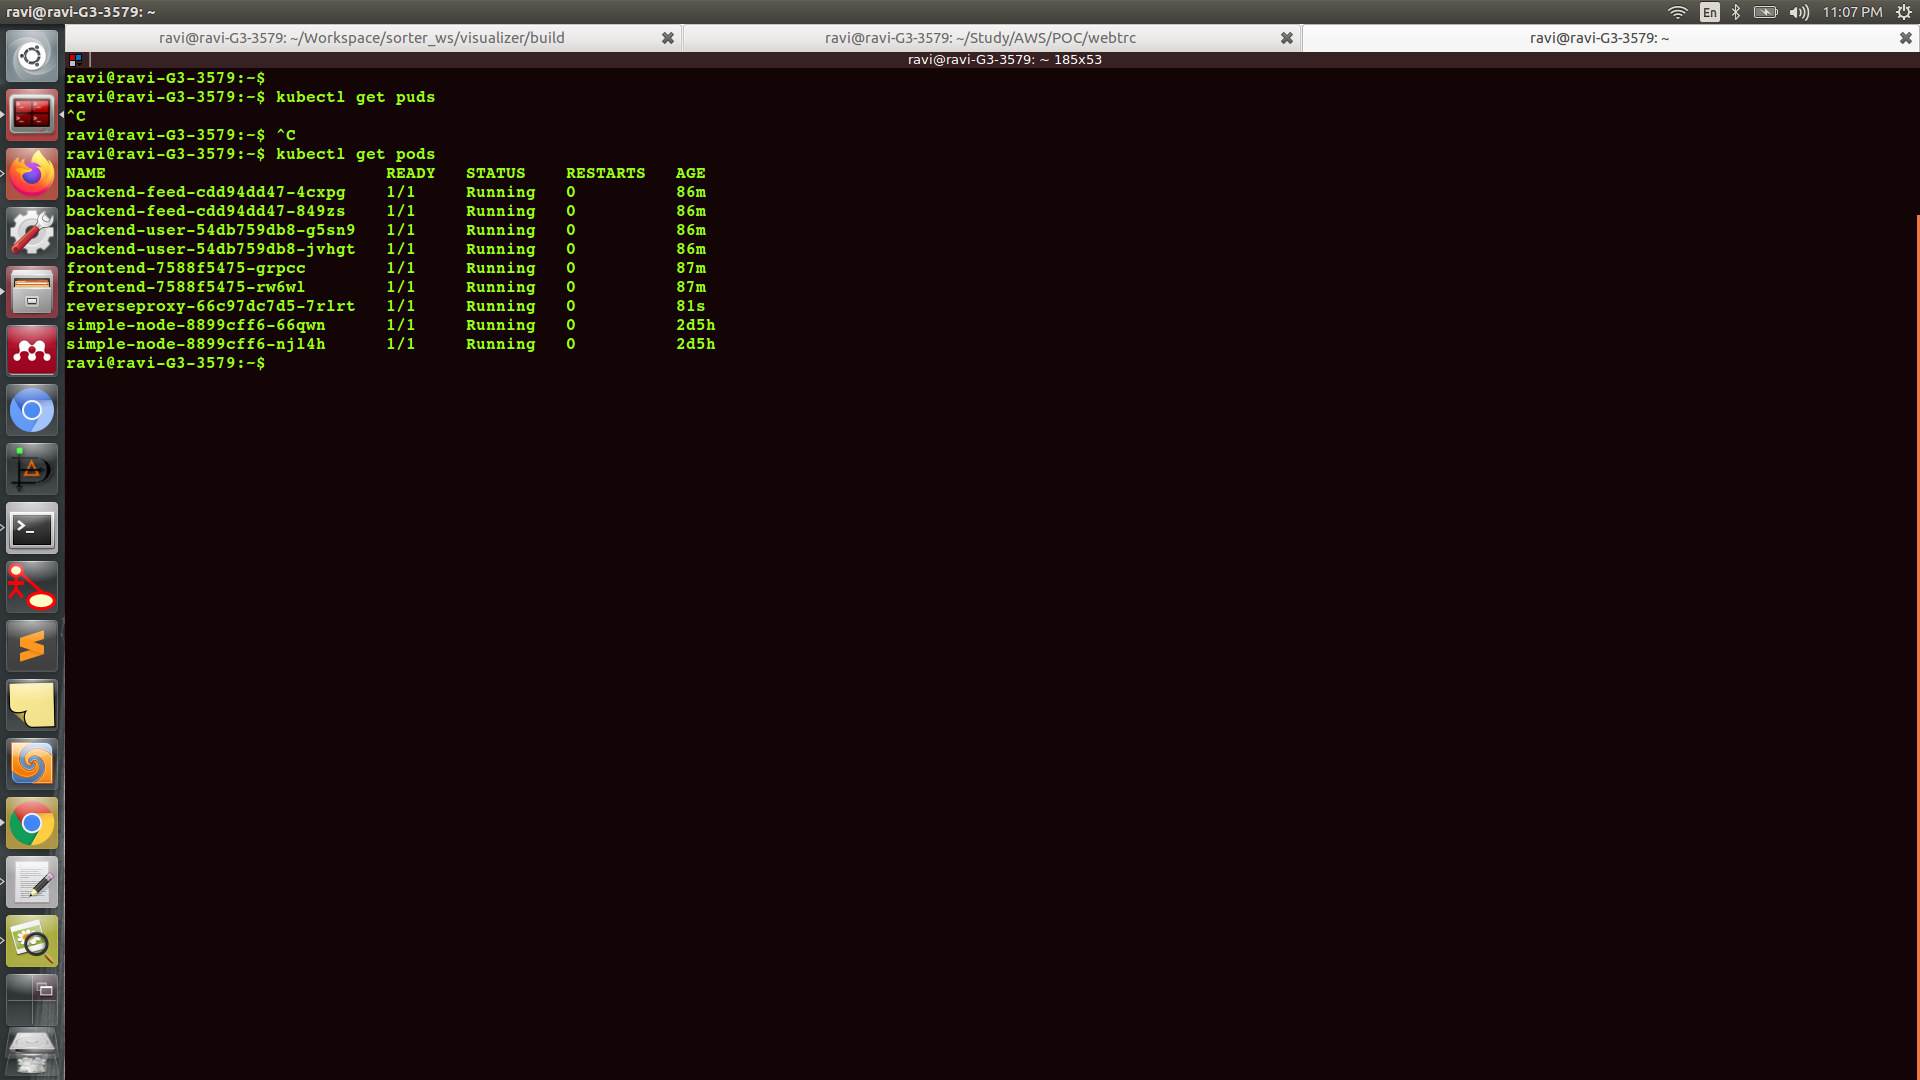 ravi@ravi-G3-3579: ~
En
11:07 PM
ravi@ravi-G3-3579: ~/Workspace/sorter_ws/visualizer/build
ravi@ravi-G3-3579: ~/Study/AWS/POC/webtrc
ravi@ravi-G3-3579: ~
ravi@ravi-G3-3579: ~ 185x53
ravi@ravi-G3-3579:~$
ravi@ravi-G3-3579:~$ kubectl get puds
^C
ravi@ravi-G3-3579:~$ ^C
ravi@ravi-G3-3579:~$ kubectl get pods
NAME READY STATUS RESTARTS AGE
backend-feed-cdd94dd47-4cxpg 1/1 Running 0 86m
backend-feed-cdd94dd47-849zs 1/1 Running 0 86m
backend-user-54db759db8-g5sn9 1/1 Running 0 86m
backend-user-54db759db8-jvhgt 1/1 Running 0 86m
frontend-7588f5475-grpcc 1/1 Running 0 87m
frontend-7588f5475-rw6wl 1/1 Running 0 87m
reverseproxy-66c97dc7d5-7rlrt 1/1 Running 0 81s
simple-node-8899cff6-66qwn 1/1 Running 0 2d5h
simple-node-8899cff6-njl4h 1/1 Running 0 2d5h
ravi@ravi-G3-3579:~$